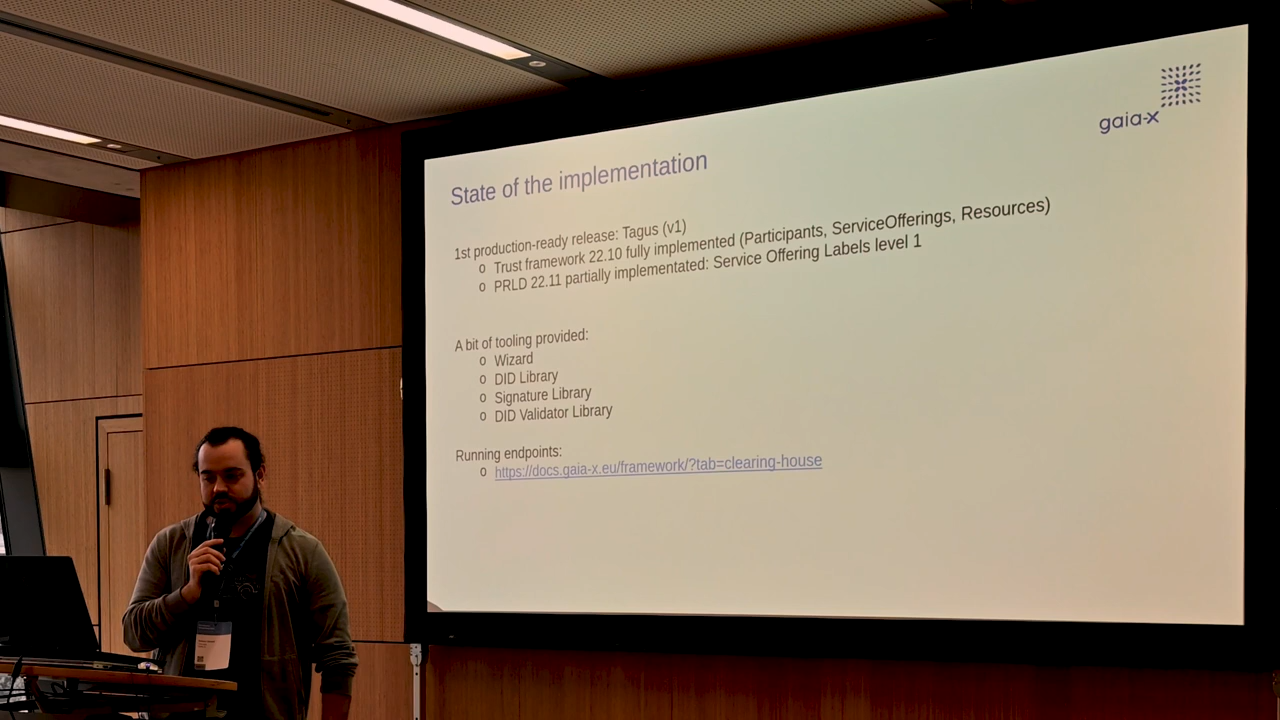 gaia-x
State of the implementation
1st production-ready release: Tagus (v1)
o Trust framework 22.10 fully implemented (Participants, ServiceOfferings, Resources)
o PRLD 22.11 partially implementated: Service Offering Labels level 1
A bit of tooling provided:
o Wizard
o DID Library
o Signature Library
o DID Validator Library
Running endpoints:
o https://docs.gaia-x.eu/framework/?tab=clearing-house